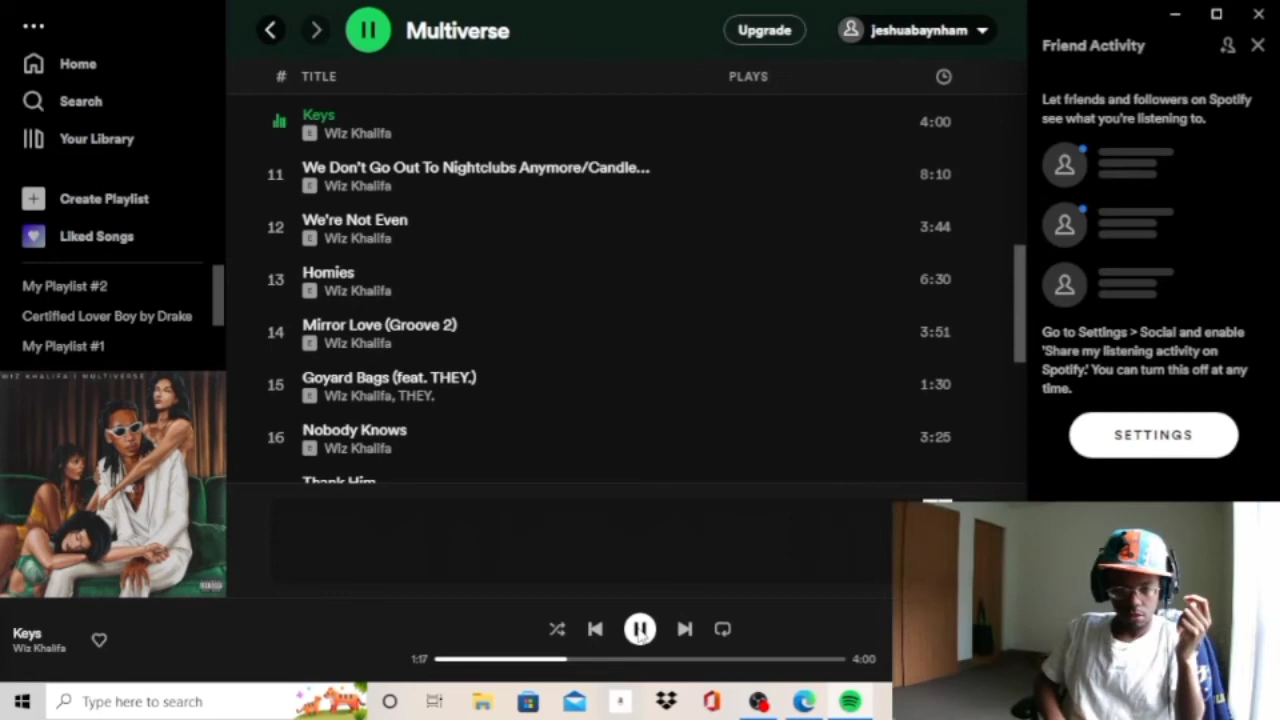 Multiverse
Upgrade
jeshuabaynham
Home
Search
Your Library
Create Playlist
Liked Songs
My Playlist #2
Certified Lover Boy by Drake
My Playlist #1
WIZ KHALIFA | MULTIVERSE
# TITLE PLAYS
Keys 4:00
E Wiz Khalifa
11 We Don't Go Out To Nightclubs Anymore/Candle... 8:10
E Wiz Khalifa
12 We're Not Even 3:44
E Wiz Khalifa
13 Homies 6:30
E Wiz Khalifa
14 Mirror Love (Groove 2) 3:51
E Wiz Khalifa
15 Goyard Bags (feat. THEY.) 1:30
E Wiz Khalifa, THEY.
16 Nobody Knows 3:25
E Wiz Khalifa
Thank Him
Friend Activity
Let friends and followers on Spotify
see what you're listening to.
Go to Settings > Social and enable
'Share my listening activity on
Spotify.' You can turn this off at any
time.
SETTINGS
Keys
Wiz Khalifa
1:17 4:00
Type here to search